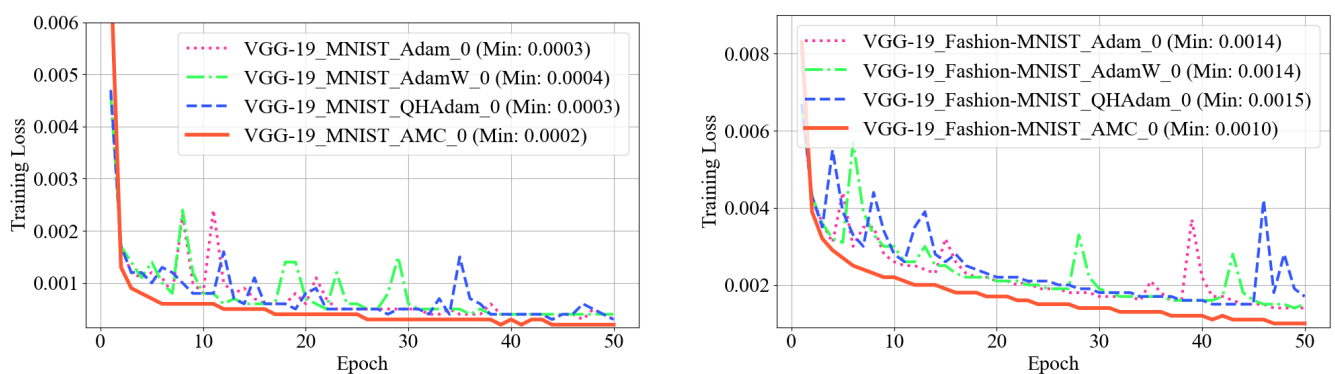 0.006
0.005
0.004
0.003
0.002
0.001
Training Loss
VGG-19_MNIST_Adam_0 (Min: 0.0003)
VGG-19_MNIST_AdamW_0 (Min: 0.0004)
VGG-19_MNIST_QHAdam_0 (Min: 0.0003)
VGG-19_MNIST_AMC_0 (Min: 0.0002)
0 10 20 30 40 50
Epoch
0.008
0.006
0.004
0.002
Training Loss
VGG-19_Fashion-MNIST_Adam_0 (Min: 0.0014)
VGG-19_Fashion-MNIST_AdamW_0 (Min: 0.0014)
VGG-19_Fashion-MNIST_QHAdam_0 (Min: 0.0015)
VGG-19_Fashion-MNIST_AMC_0 (Min: 0.0010)
0 10 20 30 40 50
Epoch